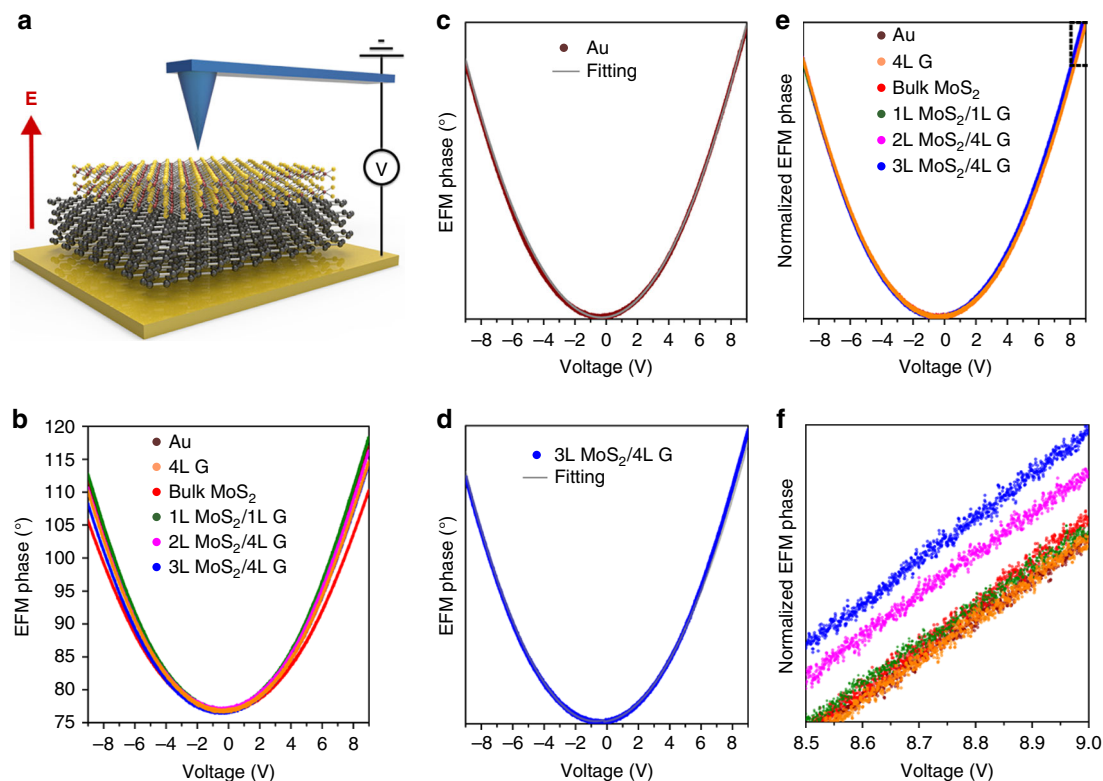 a
E
-
V
b
120
115
110
105
100
95
90
85
80
75
EFM phase (°)
Au
4L G
Bulk MoS₂
1L MoS₂/1L G
2L MoS₂/4L G
3L MoS₂/4L G
−8 −6 −4 −2 0 2 4 6 8
Voltage (V)
c
EFM phase (°)
Au
Fitting
−8 −6 −4 −2 0 2 4 6 8
Voltage (V)
d
EFM phase (°)
3L MoS₂/4L G
Fitting
−8 −6 −4 −2 0 2 4 6 8
Voltage (V)
e
Normalized EFM phase
Au
4L G
Bulk MoS₂
1L MoS₂/1L G
2L MoS₂/4L G
3L MoS₂/4L G
−8 −6 −4 −2 0 2 4 6 8
Voltage (V)
f
Normalized EFM phase
8.5 8.6 8.7 8.8 8.9 9.0
Voltage (V)